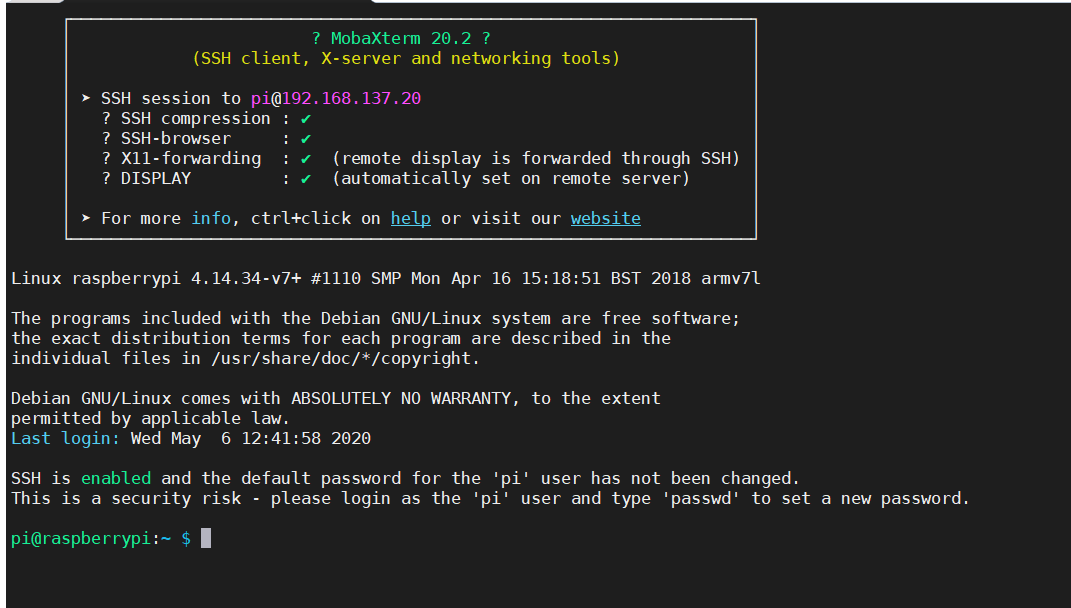 ? MobaXterm 20.2 ?
(SSH client, X-server and networking tools)
➤ SSH session to pi@192.168.137.20
? SSH compression : ✔
? SSH-browser     : ✔
? X11-forwarding  : ✔  (remote display is forwarded through SSH)
? DISPLAY         : ✔  (automatically set on remote server)
➤ For more info, ctrl+click on help or visit our website
Linux raspberrypi 4.14.34-v7+ #1110 SMP Mon Apr 16 15:18:51 BST 2018 armv7l
The programs included with the Debian GNU/Linux system are free software;
the exact distribution terms for each program are described in the
individual files in /usr/share/doc/*/copyright.
Debian GNU/Linux comes with ABSOLUTELY NO WARRANTY, to the extent
permitted by applicable law.
Last login: Wed May  6 12:41:58 2020
SSH is enabled and the default password for the 'pi' user has not been changed.
This is a security risk - please login as the 'pi' user and type 'passwd' to set a new password.
pi@raspberrypi:~ $